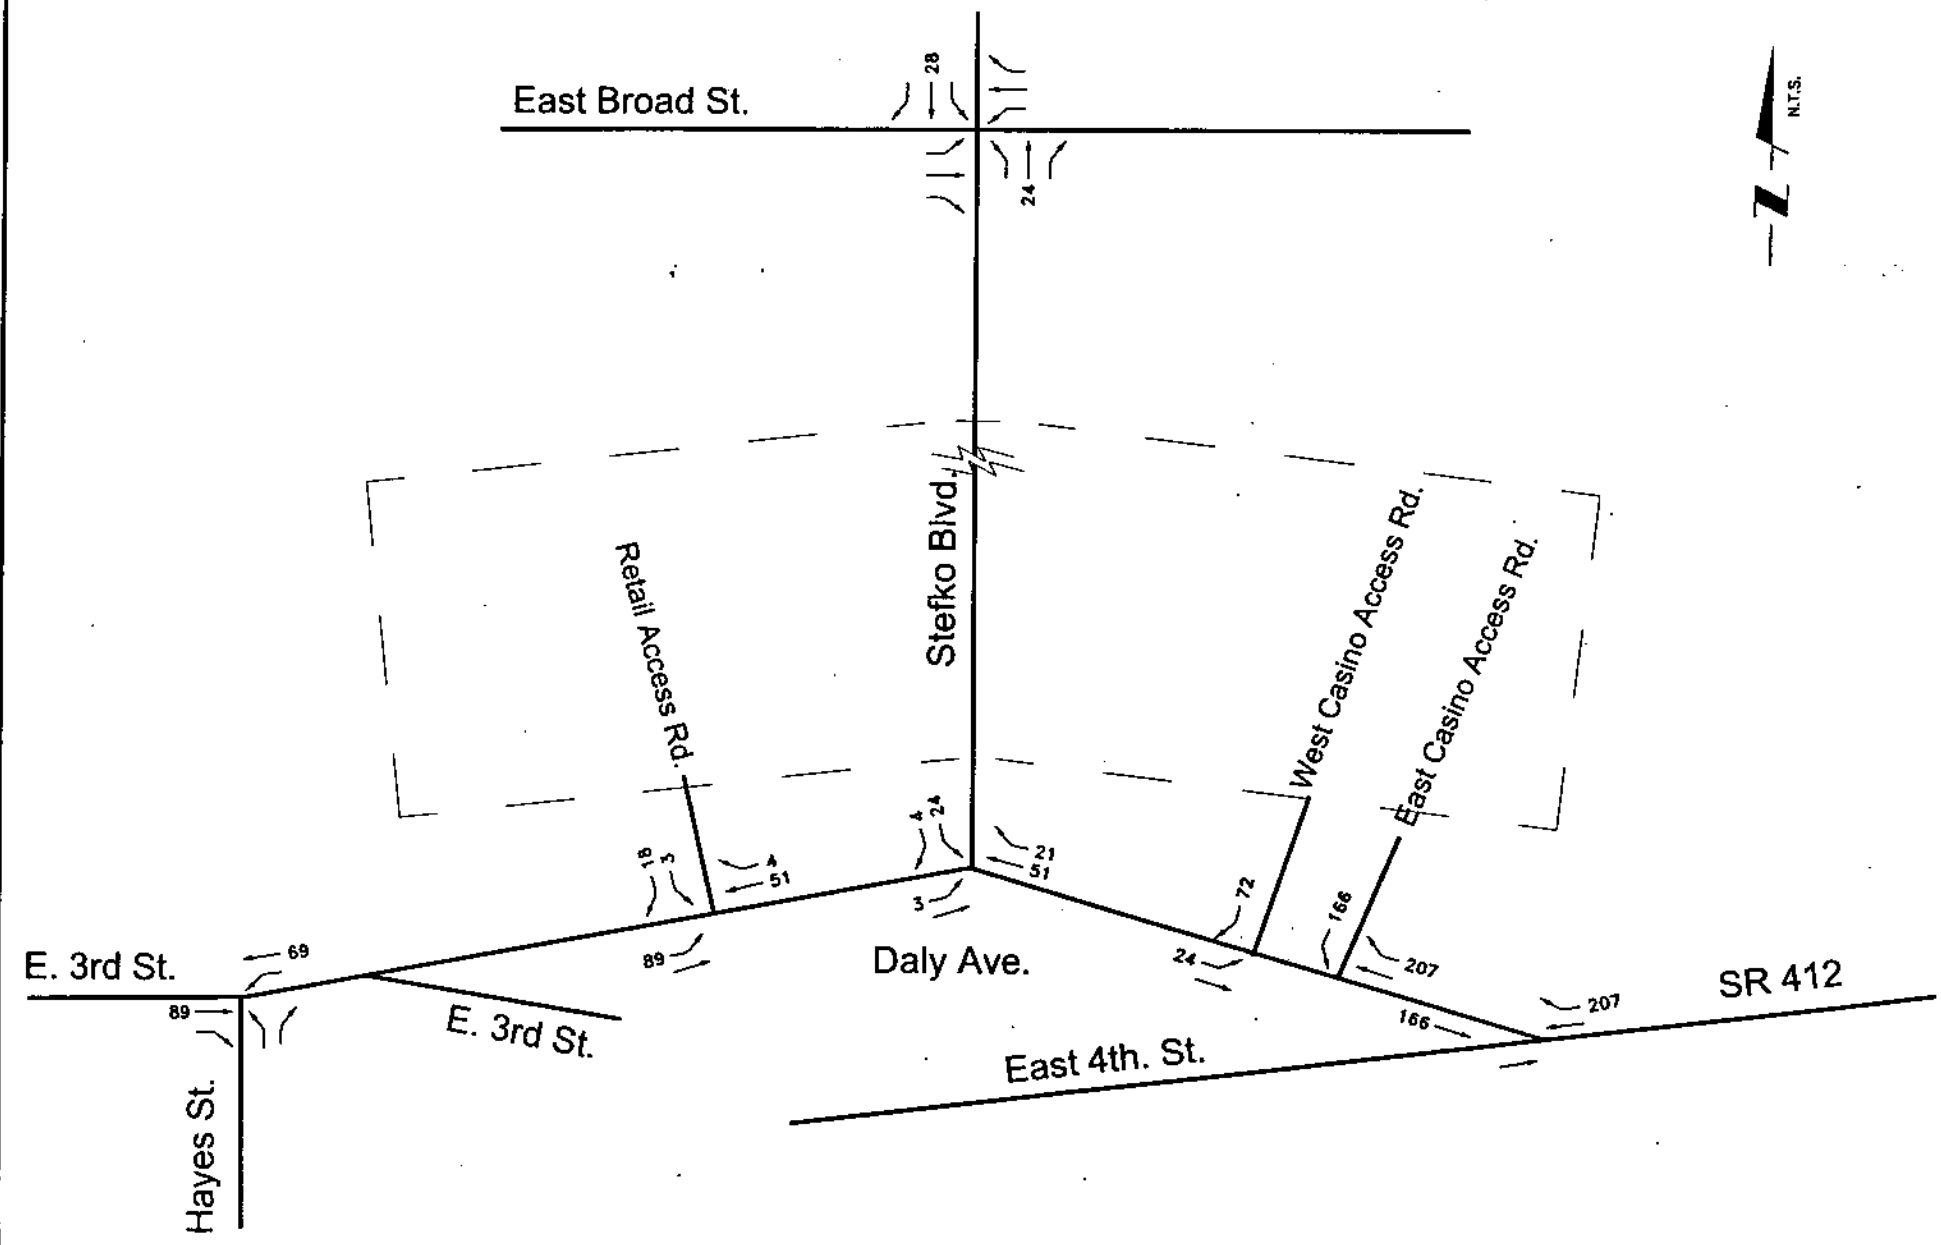 28
East Broad St.
N.T.S.
24
N
Stefko Blvd.
West Casino Access Rd.
East Casino Access Rd.
Retail Access Rd.
4
24
18
3
4
51
21
51
3
72
166
89
24
207
E. 3rd St.
69
Daly Ave.
SR 412
89
207
166
E. 3rd St.
East 4th. St.
Hayes St.